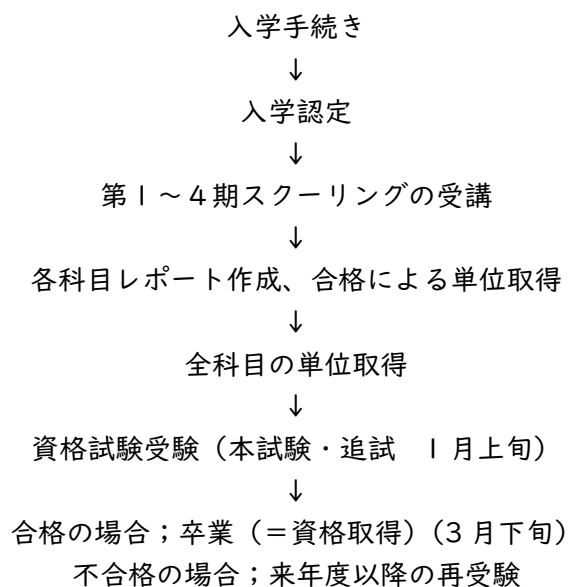 入学手続き
↓
入学認定
↓
第1～4期スクーリングの受講
↓
各科目レポート作成、合格による単位取得
↓
全科目の単位取得
↓
資格試験受験（本試験・追試　1月上旬）
↓
合格の場合；卒業（＝資格取得）(3月下旬)
不合格の場合；来年度以降の再受験